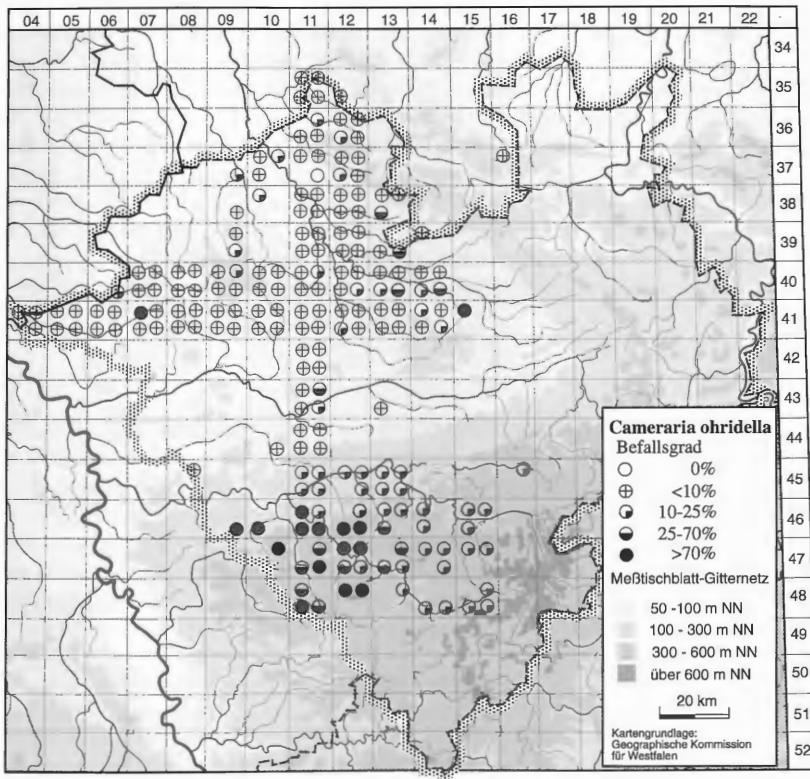 04 05 06 07 08 09 10 11 12 13 14 15 16 17 18 19 20 21 22
34
35
36
37
38
39
40
41
42
43
44
45
46
47
48
49
50
51
52
Cameraria ohridella
Befallsgrad
0%
<10%
10-25%
25-70%
>70%
Meßtischblatt-Gitternetz
50 -100 m NN
100 - 300 m NN
300 - 600 m NN
über 600 m NN
20 km
Kartengrundlage:
Geographische Kommission
für Westfalen